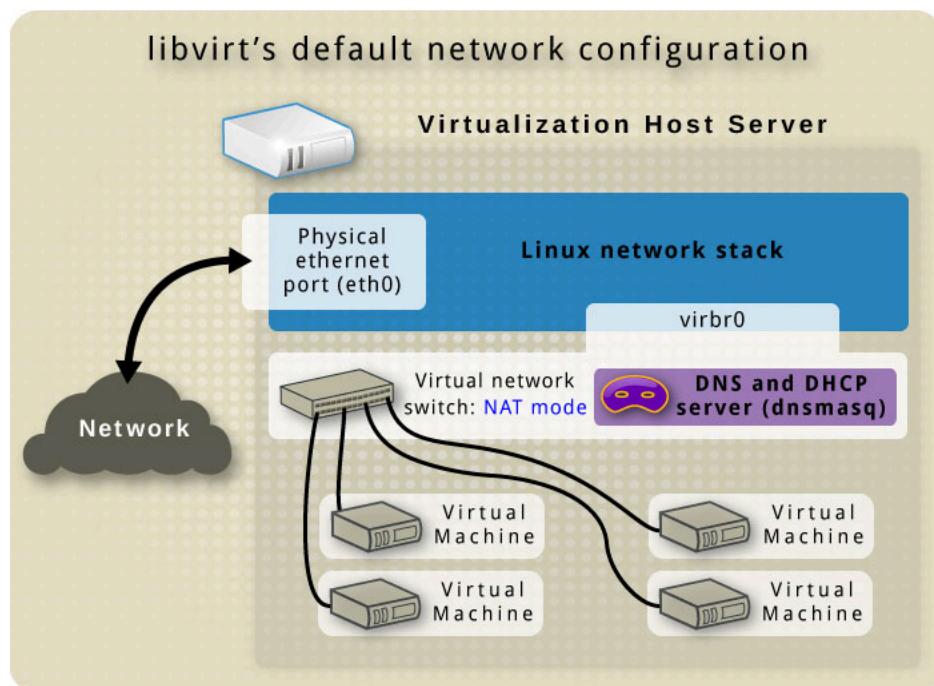 libvirt's default network configuration
Virtualization Host Server
Physical
ethernet
port (eth0)
Linux network stack
virbr0
Virtual network
switch: NAT mode
DNS and DHCP
server (dnsmasq)
Network
Virtual
Machine
Virtual
Machine
Virtual
Machine
Virtual
Machine